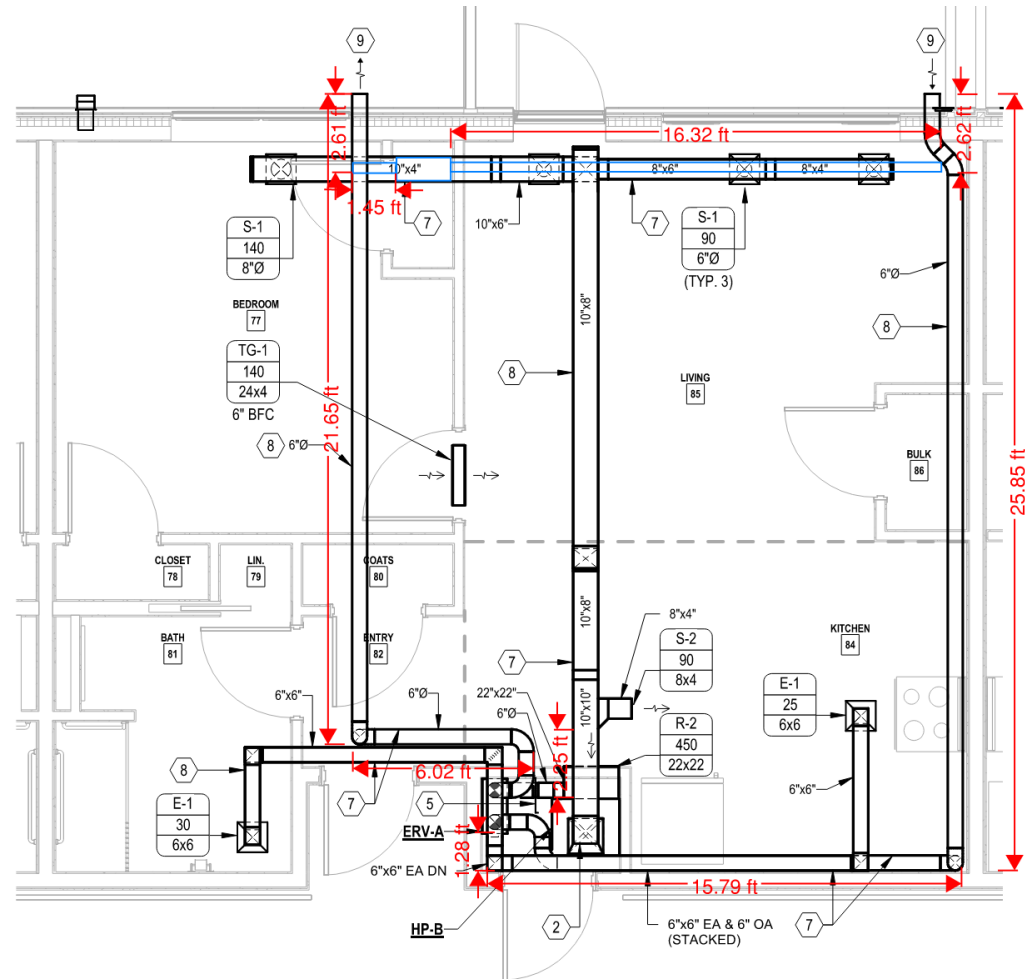 9
9
2.61 ft
16.32 ft
2.62 ft
10"x4"
8"x6"
8"x4"
1.45 ft
7
10"x6"
7
S-1
140
8"Ø
S-1
90
6"Ø
(TYP. 3)
6"Ø
10"x8"
BEDROOM
77
8
TG-1
140
24x4
6" BFC
8
LIVING
85
21.65 ft
8
6"Ø
BULK
86
25.85 ft
CLOSET
78
LIN.
79
COATS
80
10"x8"
8"x4"
BATH
81
ENTRY
82
S-2
90
8x4
KITCHEN
84
7
6"x6"
6"Ø
22"x22"
6"Ø
10"x10"
E-1
25
6x6
R-2
450
22x22
2.25 ft
6.02 ft
8
7
5
6"x6"
E-1
30
6x6
ERV-A
1.28 ft
6"x6" EA DN
15.79 ft
HP-B
2
6"x6" EA & 6" OA
(STACKED)
7